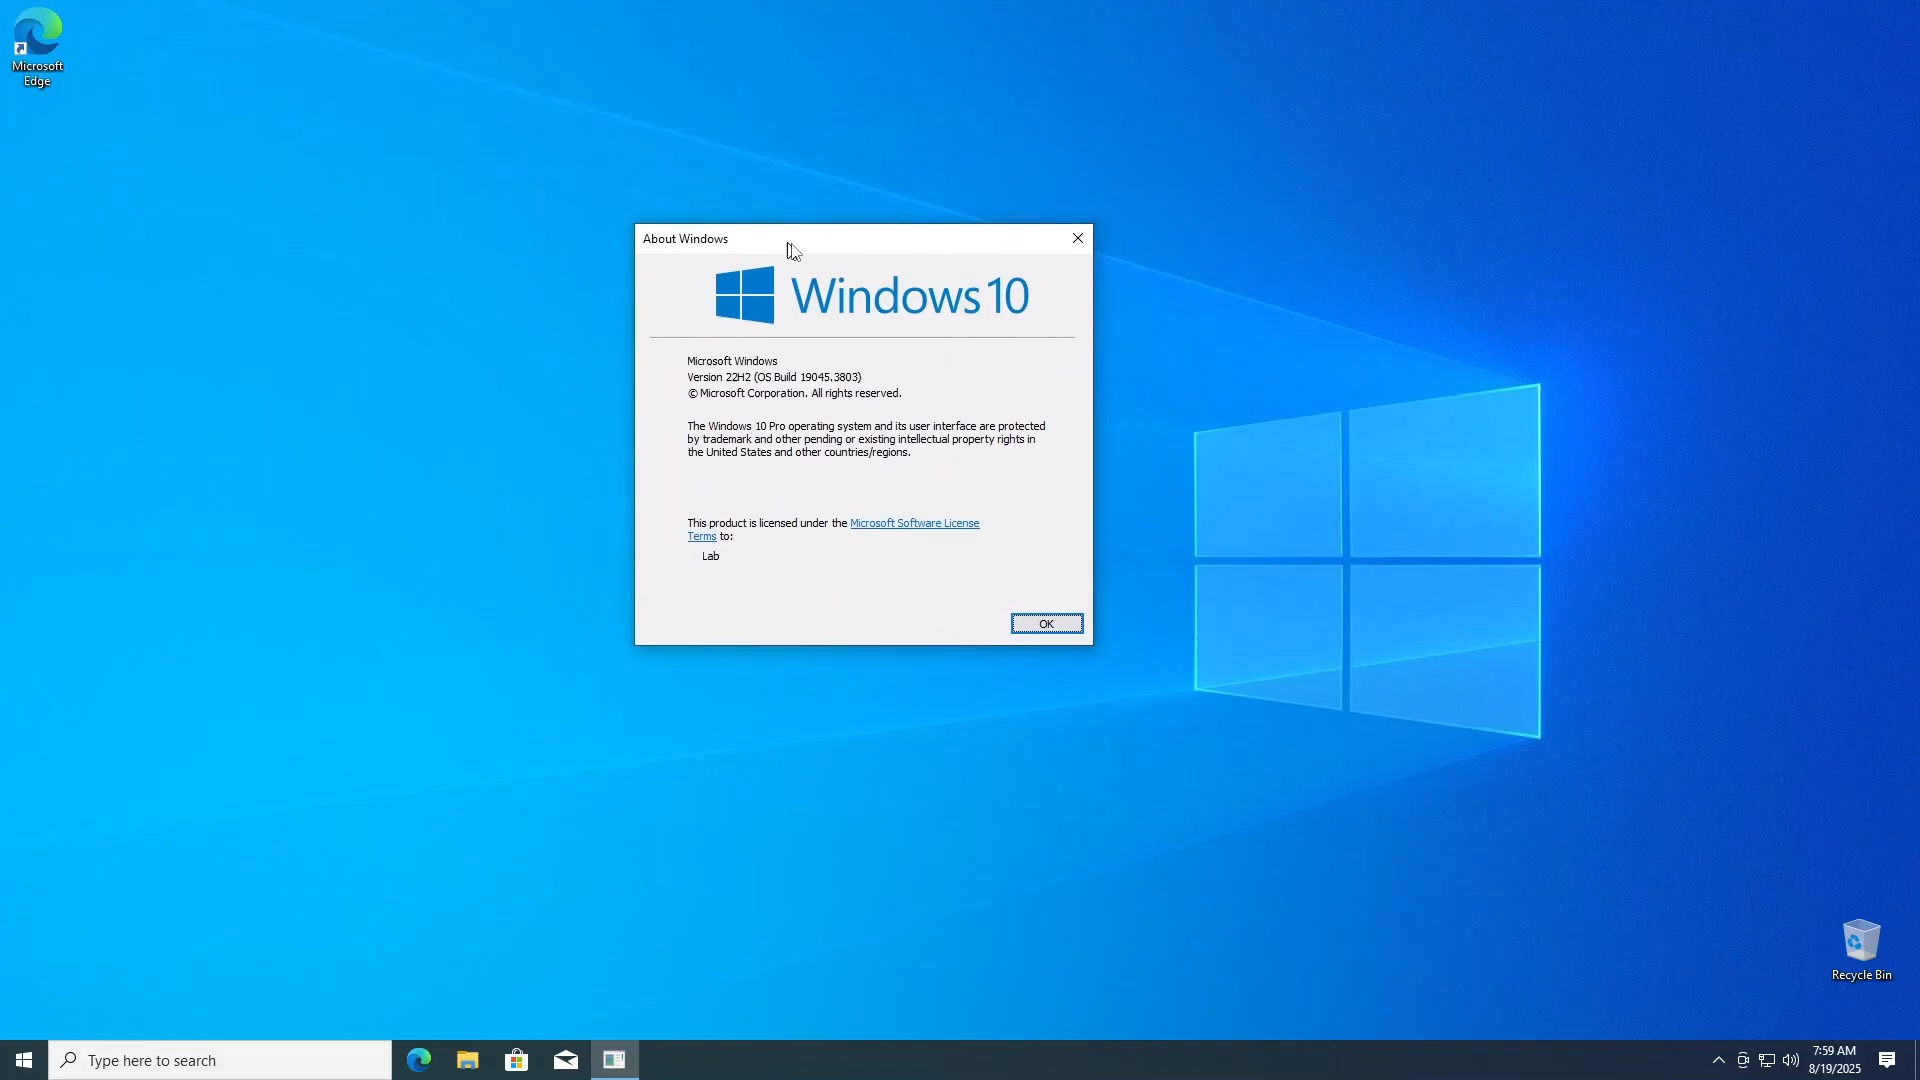 Microsoft
Edge
About Windows
Windows 10
Microsoft Windows
Version 22H2 (OS Build 19045.3803)
© Microsoft Corporation. All rights reserved.
The Windows 10 Pro operating system and its user interface are protected
by trademark and other pending or existing intellectual property rights in
the United States and other countries/regions.
This product is licensed under the Microsoft Software License
Terms to:
Lab
OK
Recycle Bin
Type here to search
7:59 AM
8/19/2025